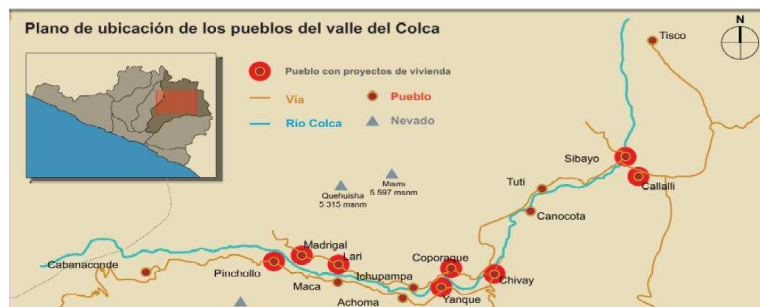 Plano de ubicación de los pueblos del valle del Colca
N
Tisco
Pueblo con proyectos de vivienda
Vía
Pueblo
Río Colca
Nevado
Sibayo
Callalli
Mismi
5 597 msnm
Quehuisha
5 315 msnm
Tuti
Canocota
Madrigal
Lari
Coporaque
Cabanaconde
Pinchollo
Ichupampa
Chivay
Maca
Achoma
Yanque